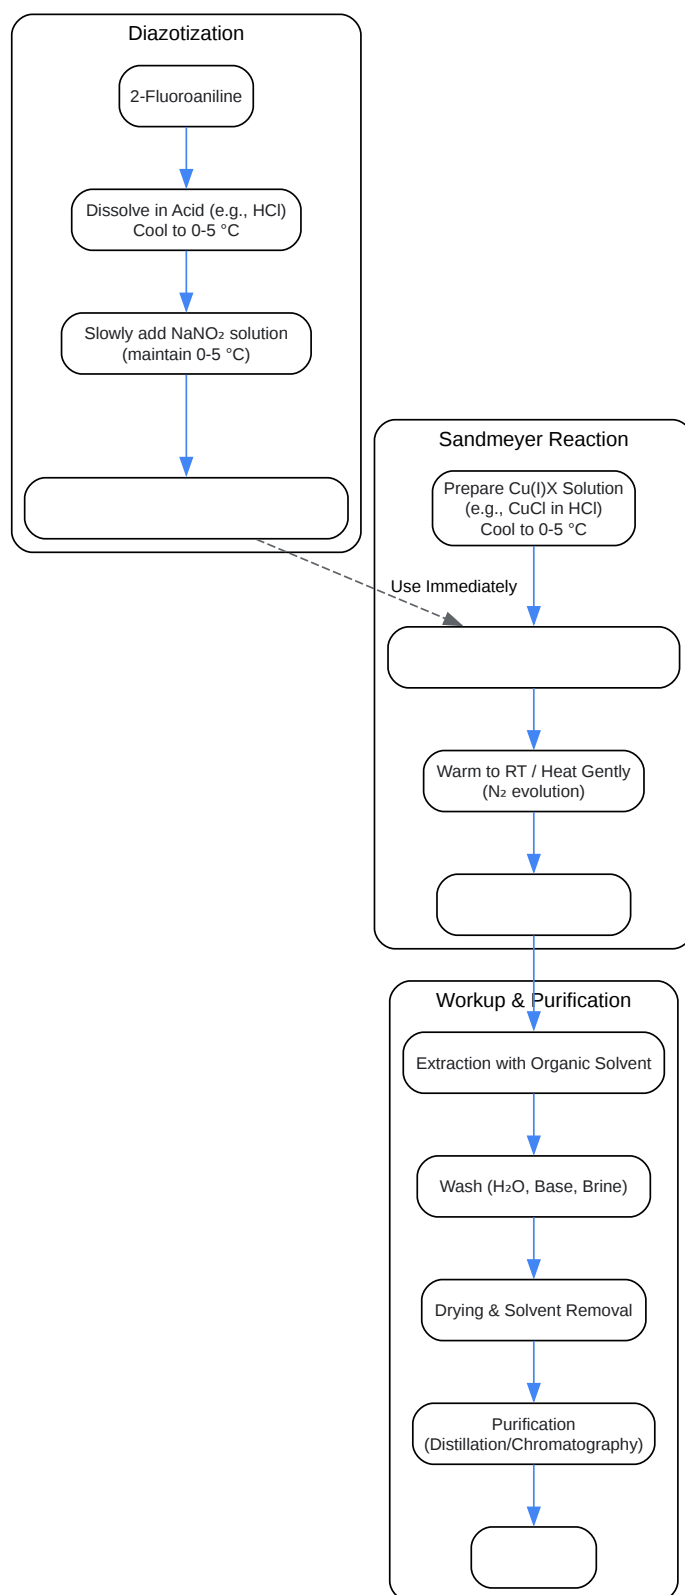 Diazotization
2-Fluoroaniline
Dissolve in Acid (e.g., HCl)
Cool to 0-5 °C
Slowly add NaNO₂ solution
(maintain 0-5 °C)
Sandmeyer Reaction
Prepare Cu(I)X Solution
(e.g., CuCl in HCl)
Cool to 0-5 °C
Use Immediately
Warm to RT / Heat Gently
(N₂ evolution)
Workup & Purification
Extraction with Organic Solvent
Wash (H₂O, Base, Brine)
Drying & Solvent Removal
Purification
(Distillation/Chromatography)